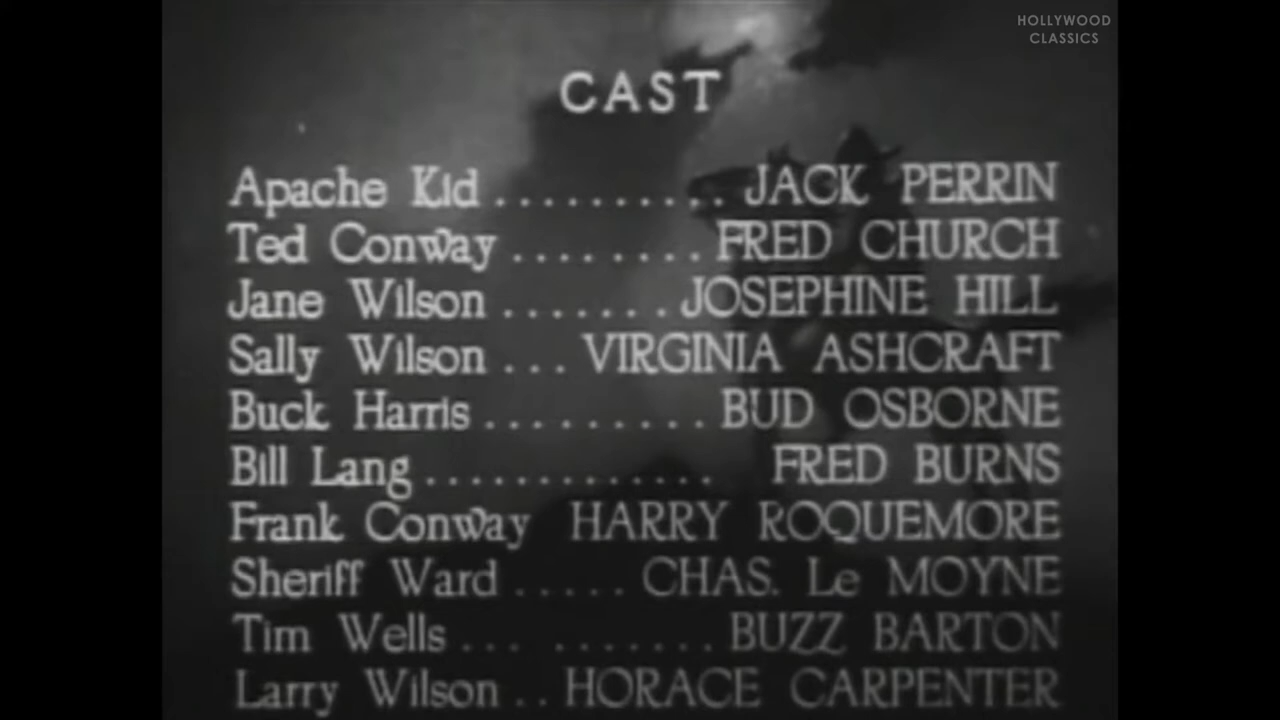 HOLLYWOOD
CLASSICS
CAST
Apache Kid .......... JACK PERRIN
Ted Conway ........ FRED CHURCH
Jane Wilson ....... JOSEPHINE HILL
Sally Wilson ... VIRGINIA ASHCRAFT
Buck Harris ......... BUD OSBORNE
Bill Lang ............. FRED BURNS
Frank Conway HARRY ROQUEMORE
Sheriff Ward ..... CHAS. Le MOYNE
Tim Wells ... ........ BUZZ BARTON
Larry Wilson .. HORACE CARPENTER